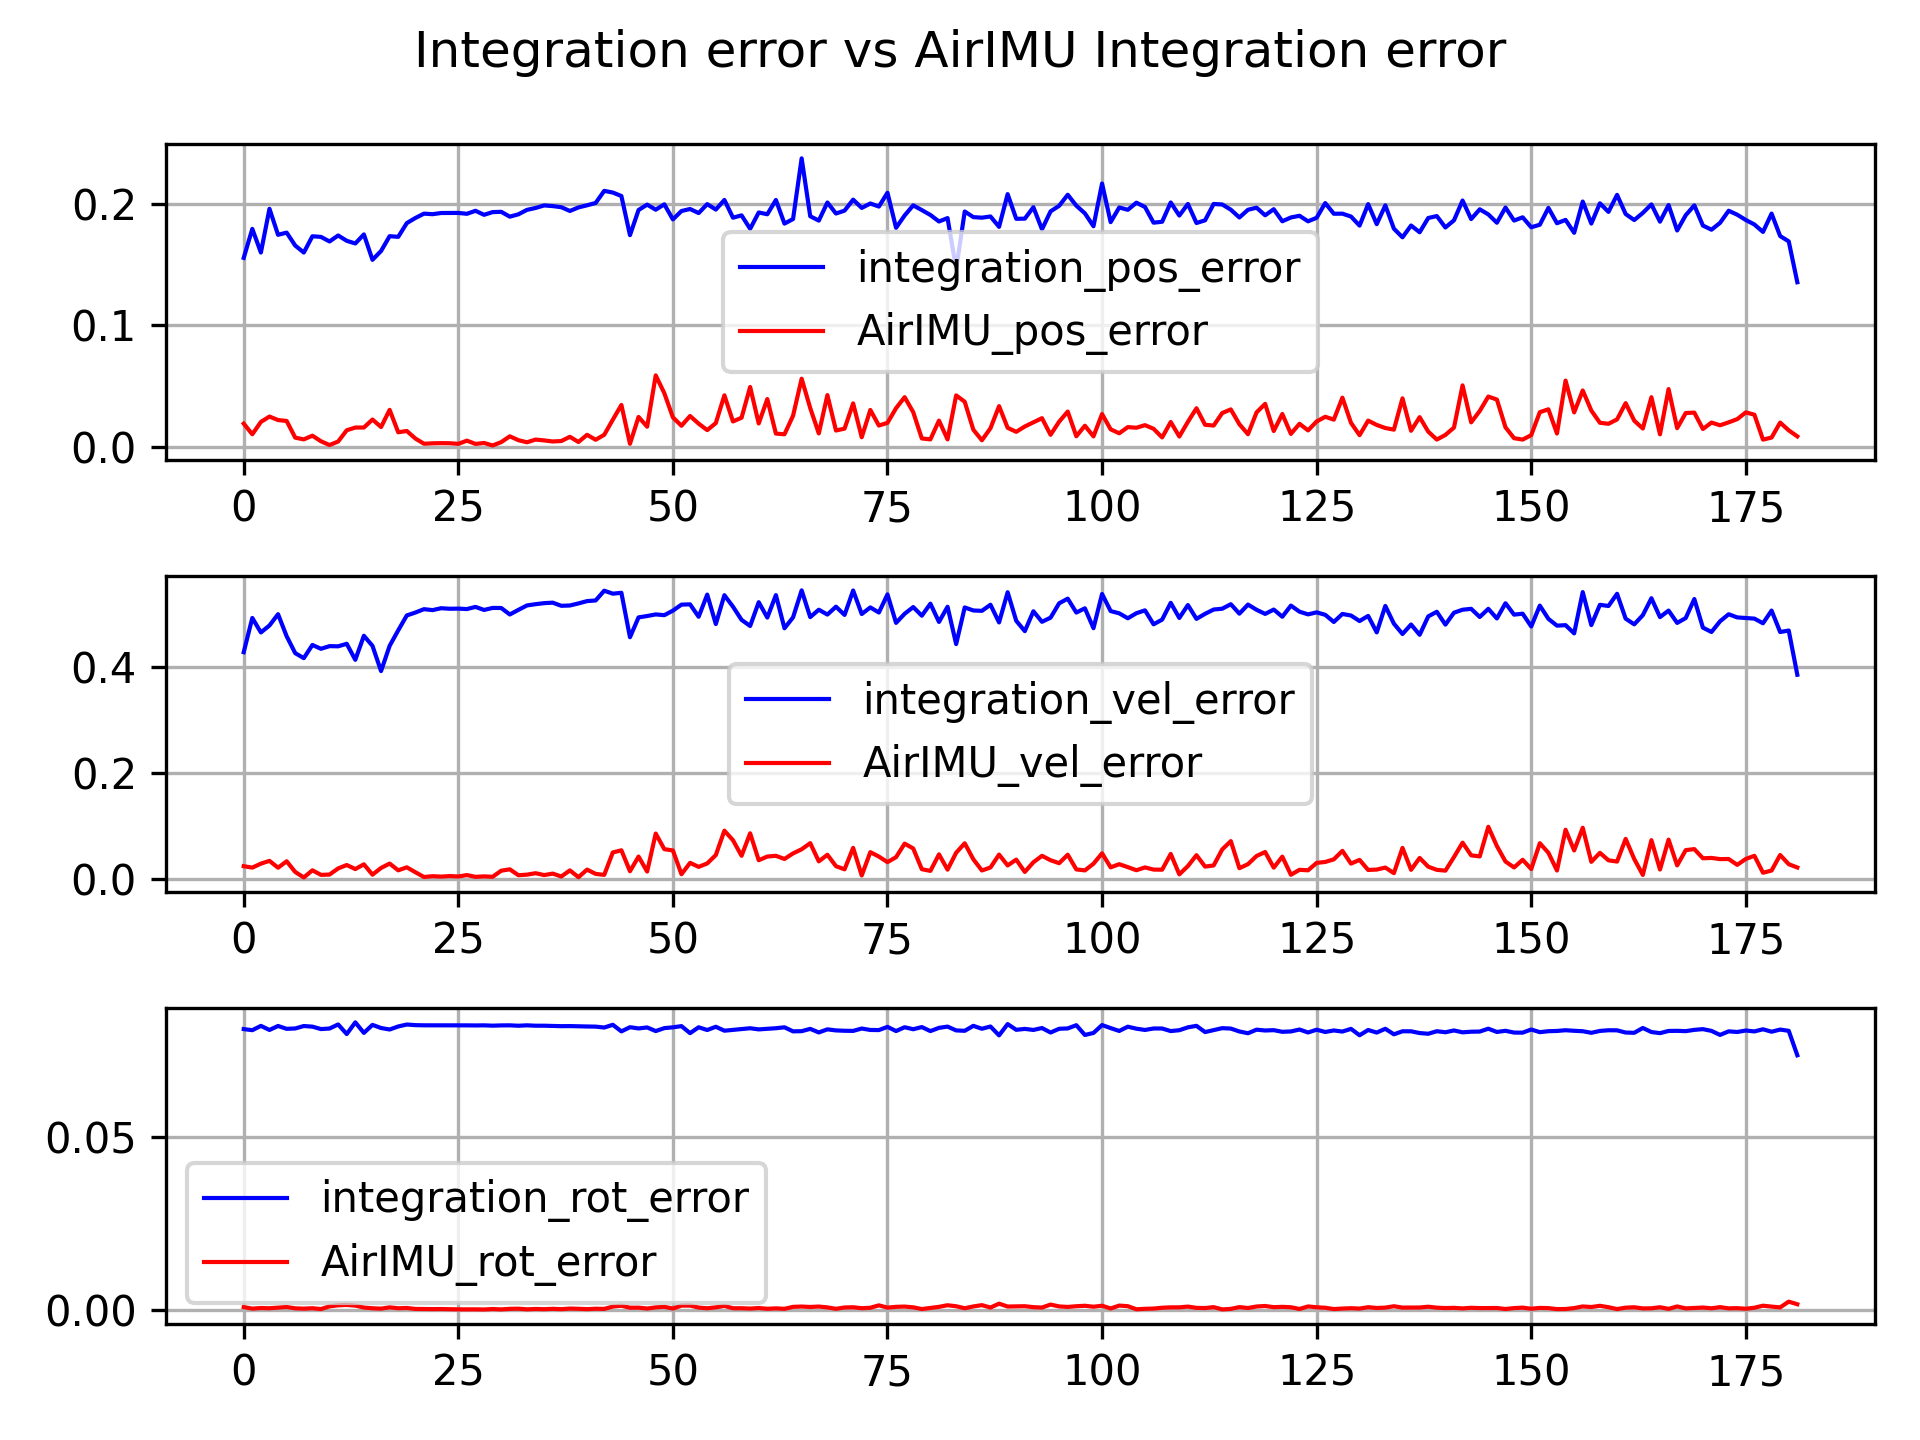 Integration error vs AirIMU Integration error
0.2
0.1
0.0
integration_pos_error
AirIMU_pos_error
0 25 50 75 100 125 150 175
0.4
0.2
0.0
integration_vel_error
AirIMU_vel_error
0 25 50 75 100 125 150 175
0.05
0.00
integration_rot_error
AirIMU_rot_error
0 25 50 75 100 125 150 175